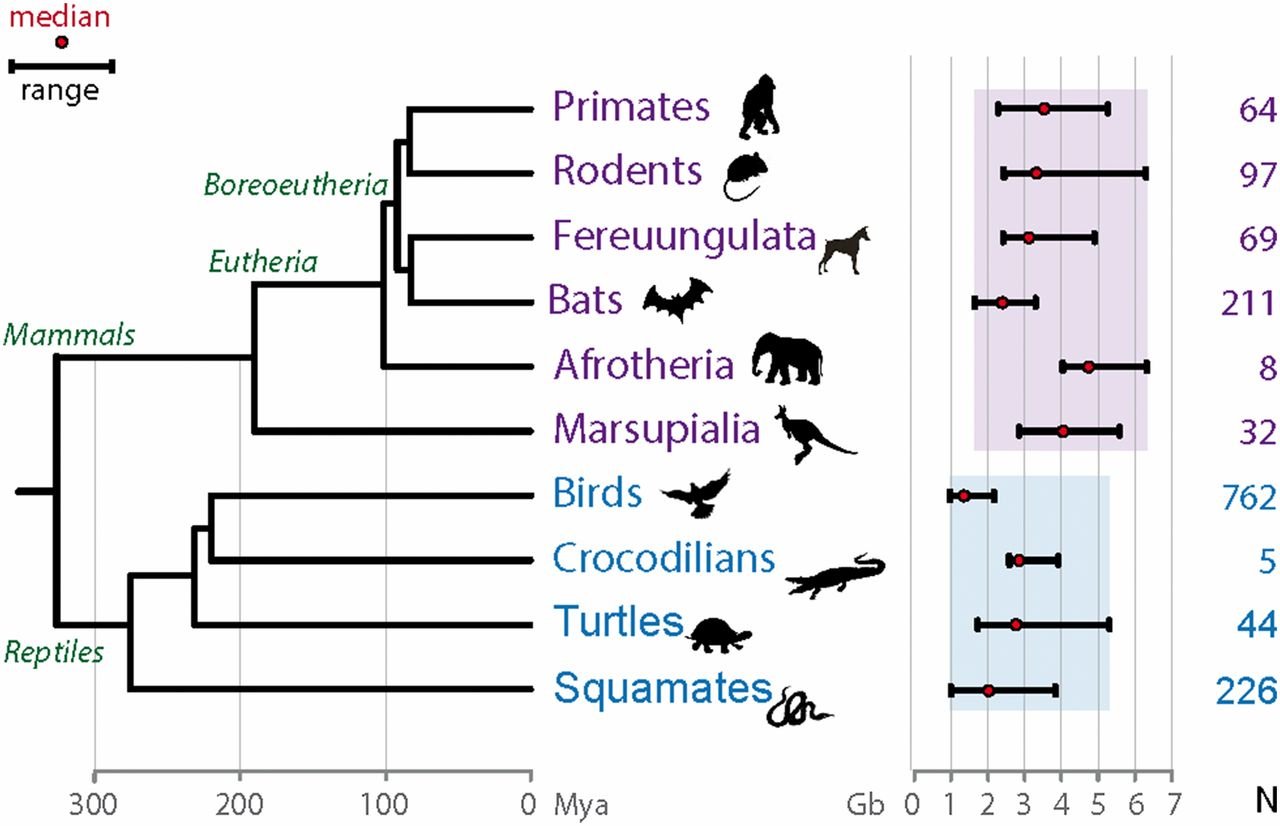 median
range
Primates 64
Rodents 97
Boreoeutheria
Fereuungulata 69
Eutheria
Bats 211
Mammals
Afrotheria 8
Marsupialia 32
Birds 762
Crocodilians 5
Turtles 44
Reptiles
Squamates 226
300 200 100 0 Mya Gb 0 1 2 3 4 5 6 7 N